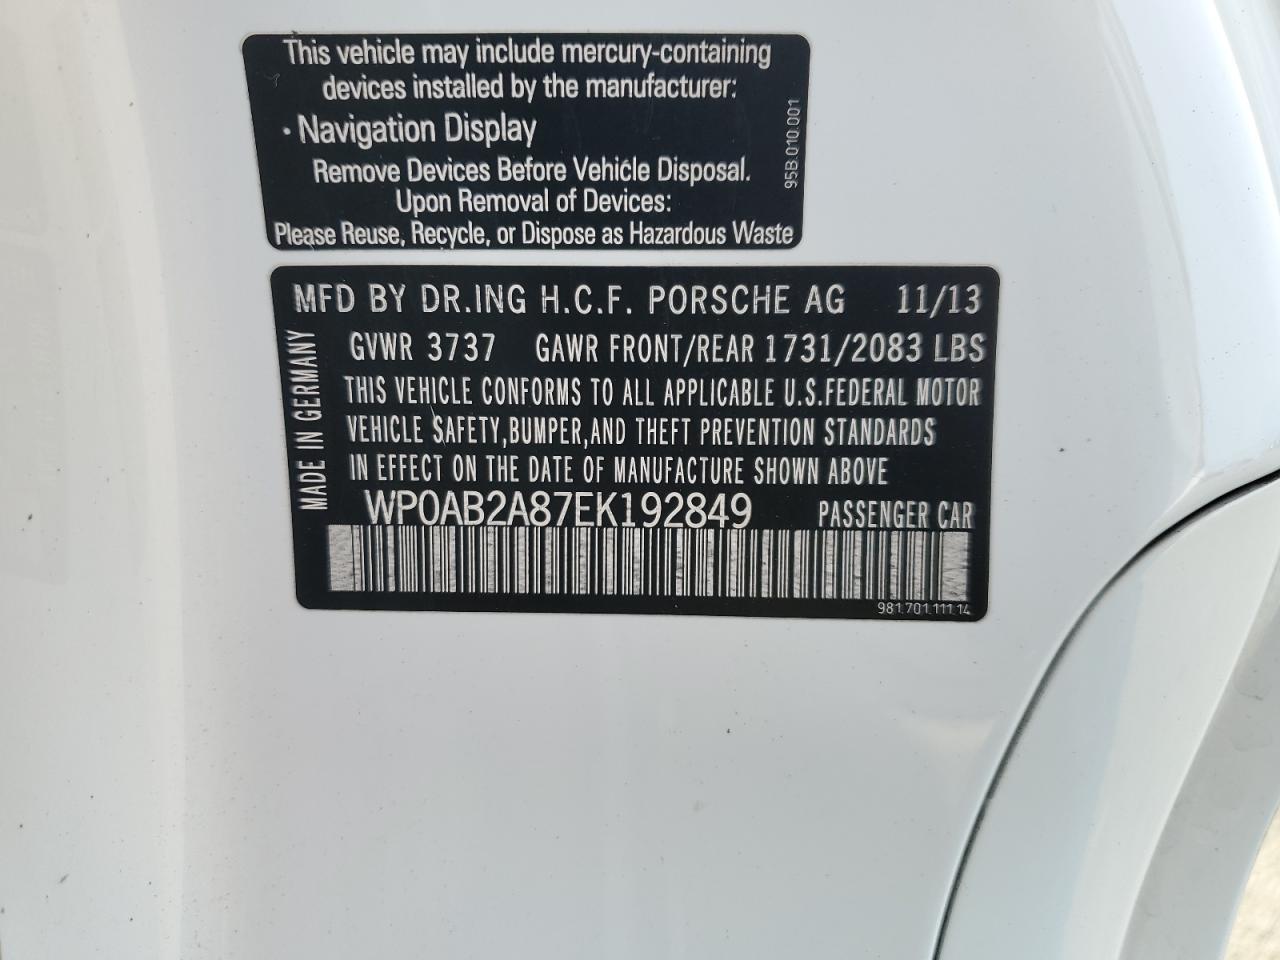 This vehicle may include mercury-containing
devices installed by the manufacturer:
· Navigation Display
Remove Devices Before Vehicle Disposal.
Upon Removal of Devices:
Please Reuse, Recycle, or Dispose as Hazardous Waste
95B.010.001
MFD BY DR.ING H.C.F. PORSCHE AG 11/13
GVWR 3737 GAWR FRONT/REAR 1731/2083 LBS
THIS VEHICLE CONFORMS TO ALL APPLICABLE U.S.FEDERAL MOTOR
VEHICLE SAFETY,BUMPER,AND THEFT PREVENTION STANDARDS
IN EFFECT ON THE DATE OF MANUFACTURE SHOWN ABOVE
WP0AB2A87EK192849 PASSENGER CAR
MADE IN GERMANY
981.701.111.14